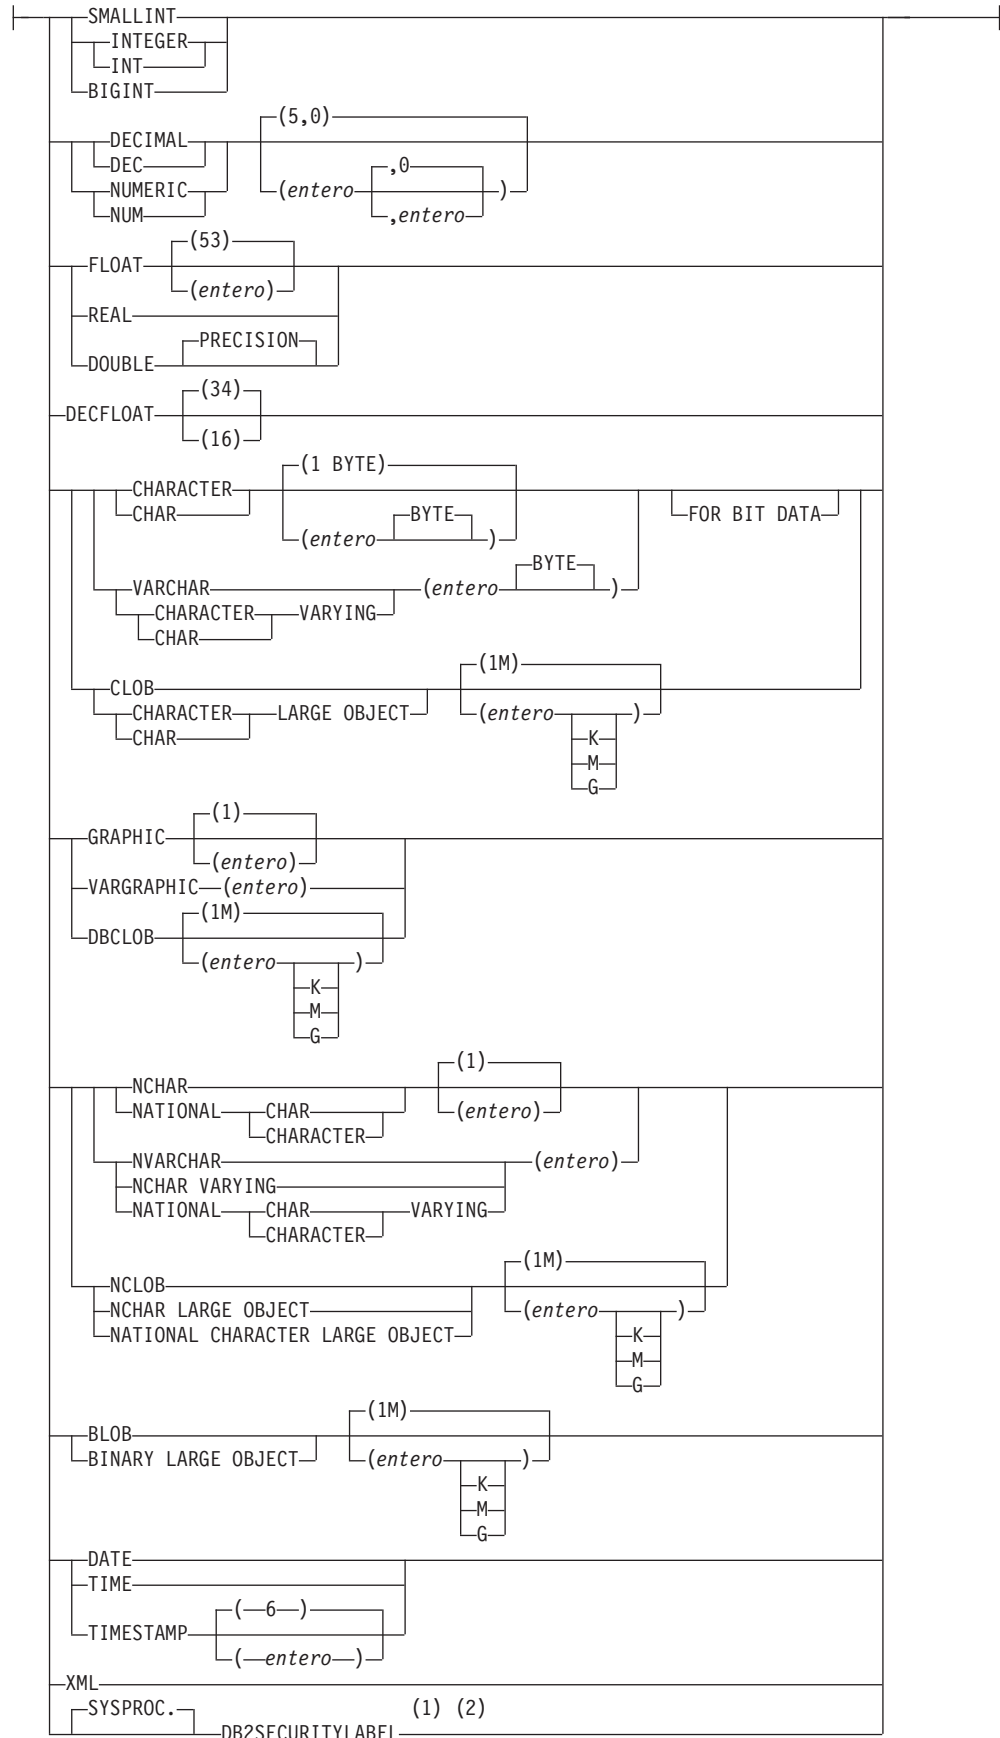 SMALLINT
INTEGER
INT
BIGINT
(5,0)
DECIMAL
DEC
,0
NUMERIC
(entero )
NUM
,entero
(53)
FLOAT
(entero)
REAL
PRECISION
DOUBLE
(34)
DECFLOAT
(16)
(1 BYTE)
CHARACTER
CHAR
BYTE
FOR BIT DATA
(entero )
BYTE
VARCHAR
(entero )
CHARACTER VARYING
CHAR
(1M)
CLOB
CHARACTER LARGE OBJECT
(entero )
CHAR
K
M
G
(1)
GRAPHIC
(entero)
VARGRAPHIC (entero)
(1M)
DBCLOB
(entero )
K
M
G
(1)
NCHAR
NATIONAL CHAR
(entero)
CHARACTER
NVARCHAR
(entero)
NCHAR VARYING
NATIONAL CHAR VARYING
CHARACTER
(1M)
NCLOB
NCHAR LARGE OBJECT
(entero )
NATIONAL CHARACTER LARGE OBJECT
K
M
G
(1M)
BLOB
BINARY LARGE OBJECT
(entero )
K
M
G
DATE
TIME
( 6 )
TIMESTAMP
( entero )
XML
SYSPROC.
(1) (2)
DB2SECURITYLABEL